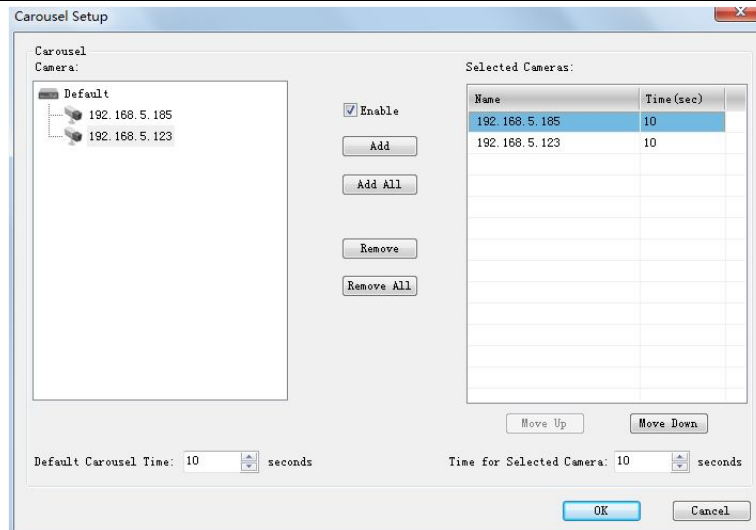 Carousel Setup
Carousel
Camera:
Default
192.168.5.185
192.168.5.123
Enable
Add
Add All
Remove
Remove All
Selected Cameras:
Name Time(sec)
192.168.5.185 10
192.168.5.123 10
Move Up Move Down
Default Carousel Time: 10 seconds
Time for Selected Camera: 10 seconds
OK Cancel